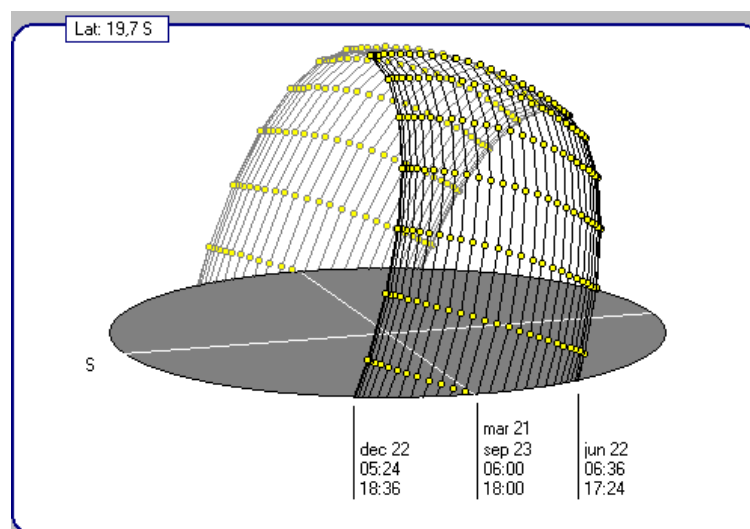 Lat: 19,7 S
S
mar 21
dec 22
sep 23
jun 22
05:24
06:00
06:36
18:36
18:00
17:24